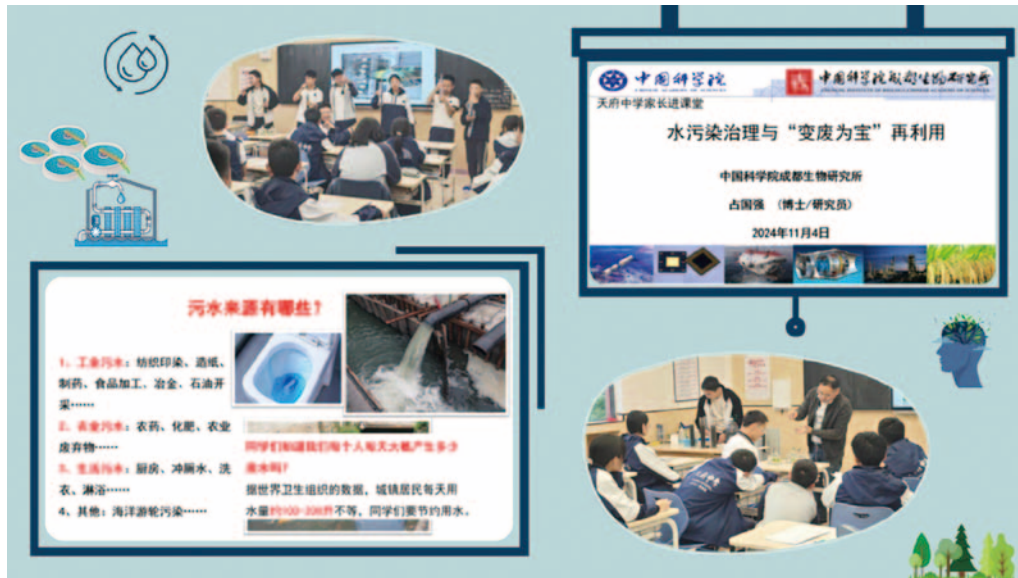 中国科学院
CHINESE ACADEMY OF SCIENCES
中国科学院成都生物研究所
天府中学家长进课堂
水污染治理与“变废为宝”再利用
中国科学院成都生物研究所
占国强 (博士/研究员)
2024年11月4日
污水来源有哪些?
1、工业污水:纺织印染、造纸、
制药、食品加工、冶金、石油开
采……
2、农业污水:农药、化肥、农业
废弃物……
3、生活污水:厨房、冲厕水、洗
衣、淋浴……
4、其他:海洋游轮污染……
同学们知道我们每个人每天大概产生多少
废水吗?
据世界卫生组织的数据,城镇居民每天用
水量约100-300升不等,同学们要节约用水。